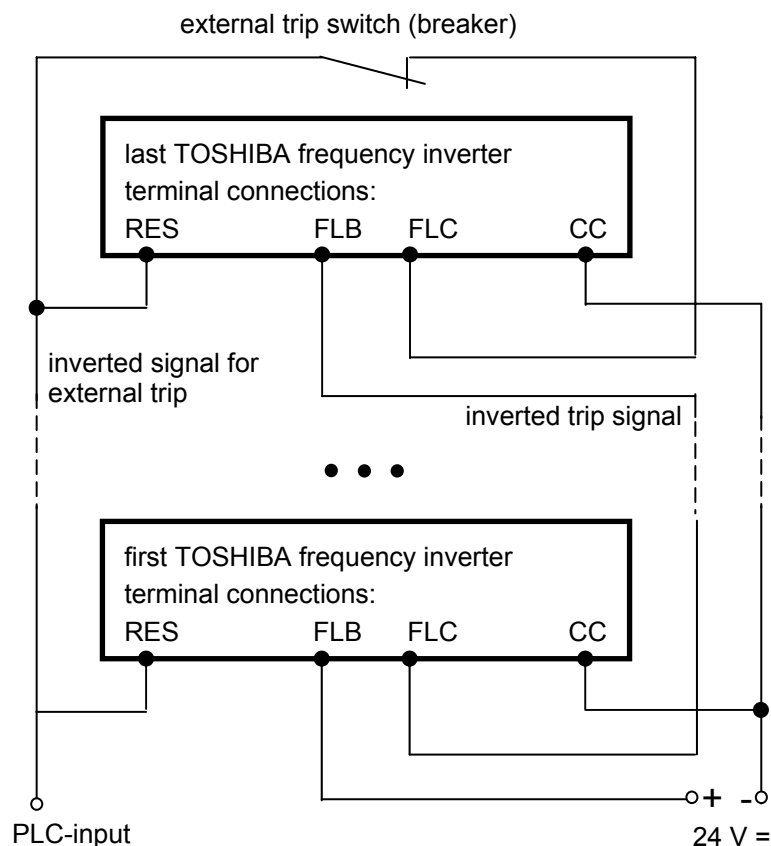 external trip switch (breaker)
last TOSHIBA frequency inverter
terminal connections:
RES FLB FLC CC
inverted signal for
external trip
inverted trip signal
first TOSHIBA frequency inverter
terminal connections:
RES FLB FLC CC
+ -
PLC-input
24 V =